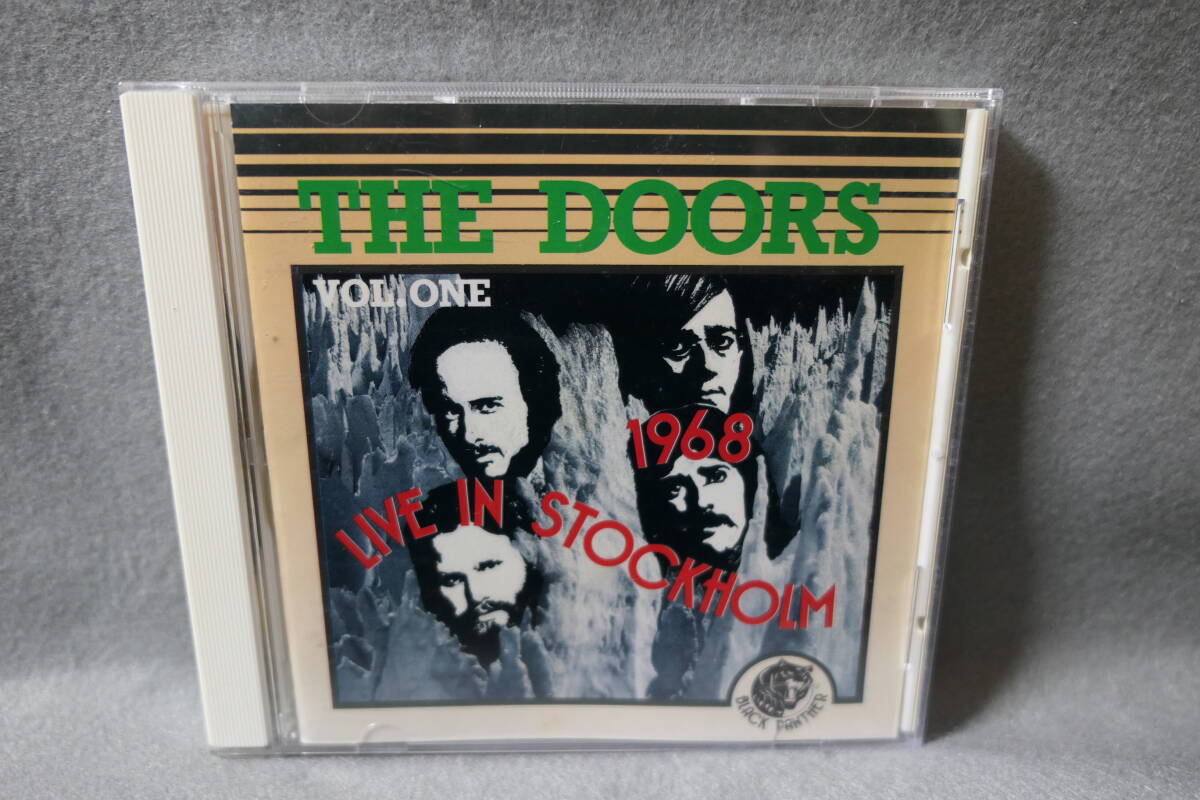 THE DOORS
VOL.ONE
1968
LIVE IN STOCKHOLM
BLACK PANTHER